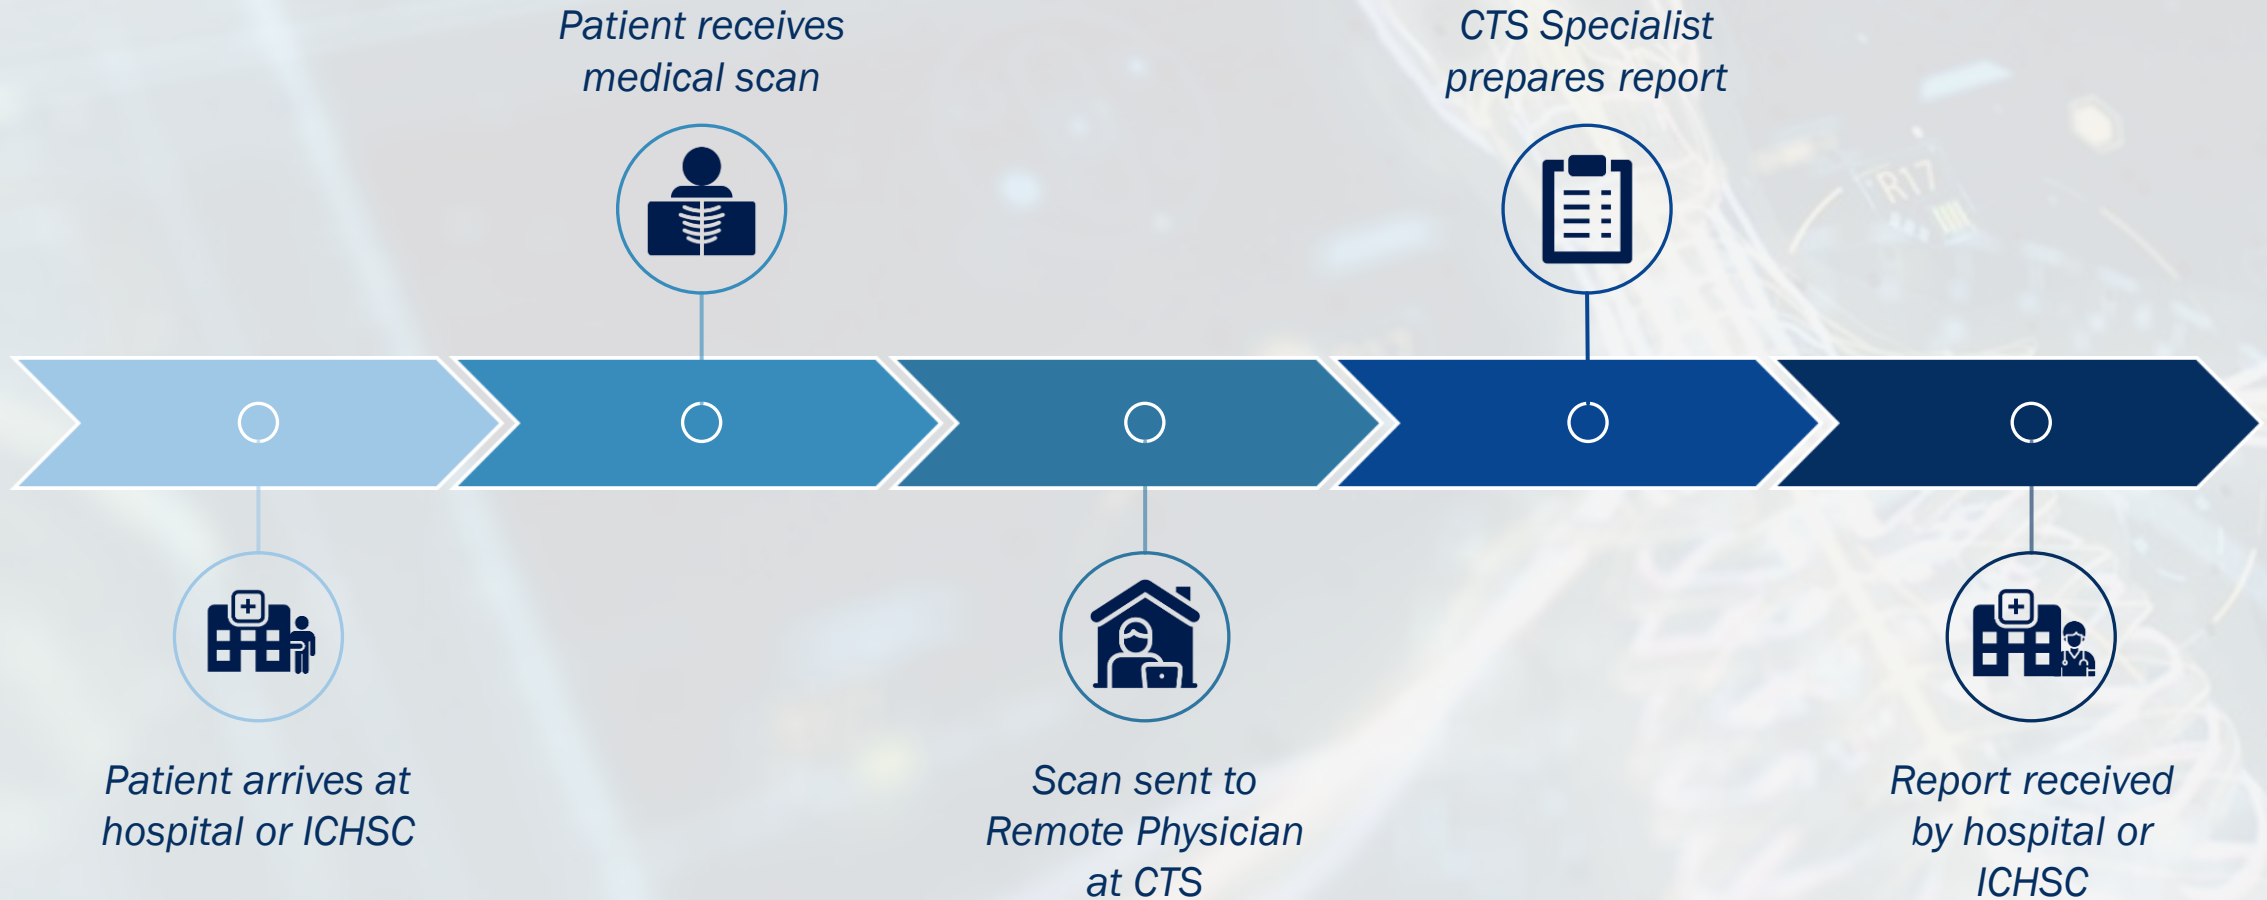 Patient arrives at
hospital or ICHSC
Patient receives
medical scan
Scan sent to
Remote Physician
at CTS
CTS Specialist
prepares report
Report received
by hospital or
ICHSC
R17